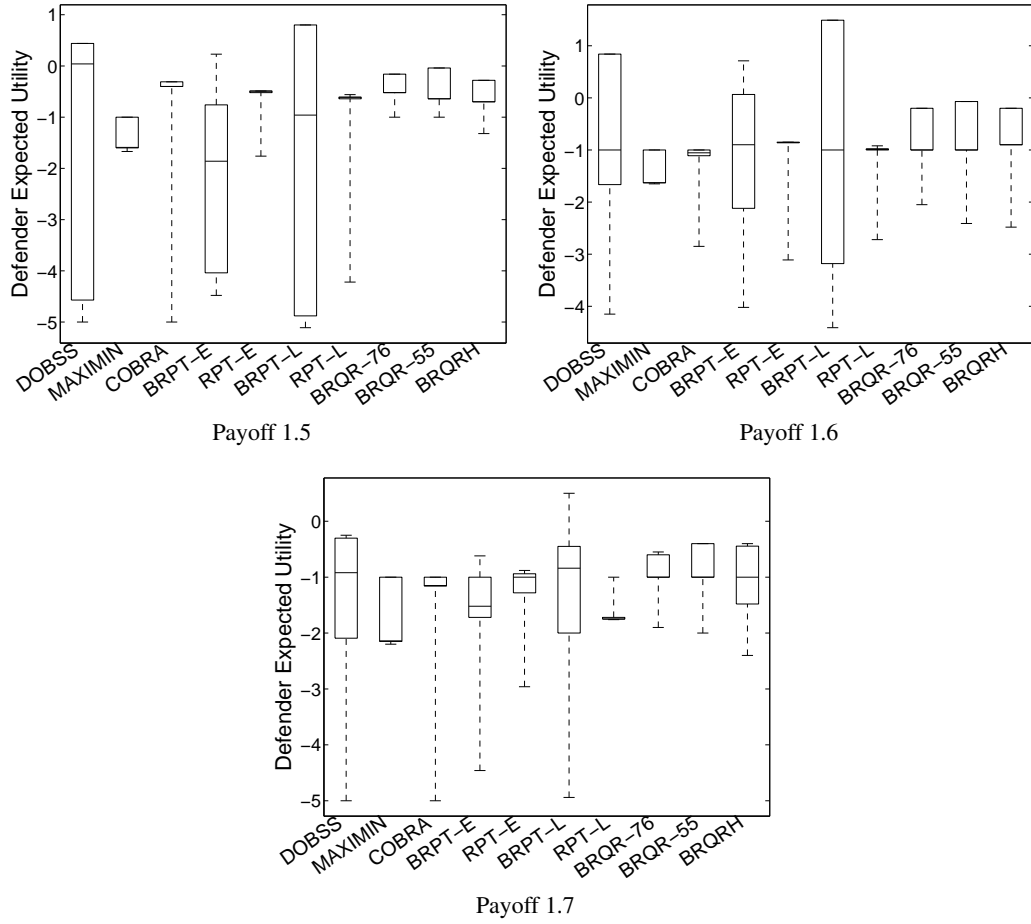 Defender Expected Utility
1
0
−1
−2
−3
−4
−5
DOBSS
MAXIMIN
COBRA
BRPT−E
RPT−E
BRPT−L
RPT−L
BRQR−76
BRQR−55
BRQRH
Payoff 1.5
Defender Expected Utility
1
0
−1
−2
−3
−4
DOBSS
MAXIMIN
COBRA
BRPT−E
RPT−E
BRPT−L
RPT−L
BRQR−76
BRQR−55
BRQRH
Payoff 1.6
Defender Expected Utility
0
−1
−2
−3
−4
−5
DOBSS
MAXIMIN
COBRA
BRPT−E
RPT−E
BRPT−L
RPT−L
BRQR−76
BRQR−55
BRQRH
Payoff 1.7